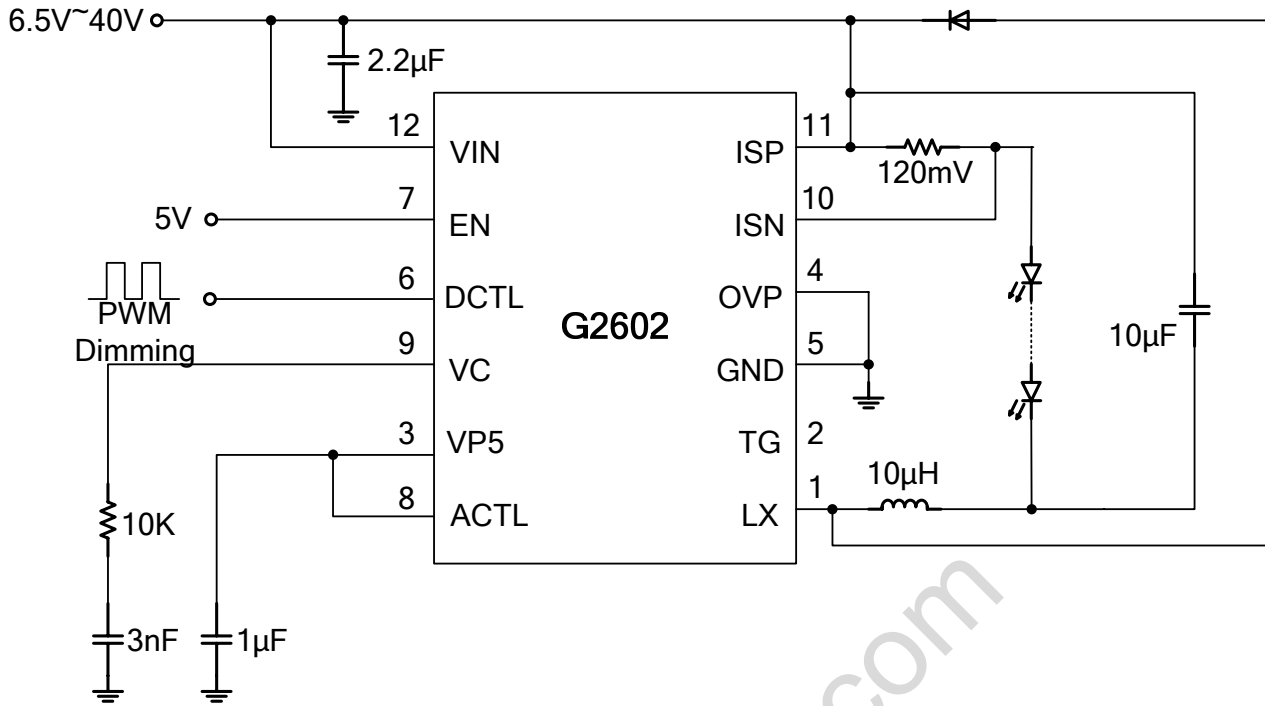 6.5V~40V
2.2µF
12
VIN
7
5V
EN
6
PWM
Dimming
DCTL
9
VC
3
VP5
8
ACTL
10K
3nF
1µF
G2602
11
ISP
120mV
10
ISN
4
OVP
5
GND
2
TG
1
LX
10µH
10µF
com